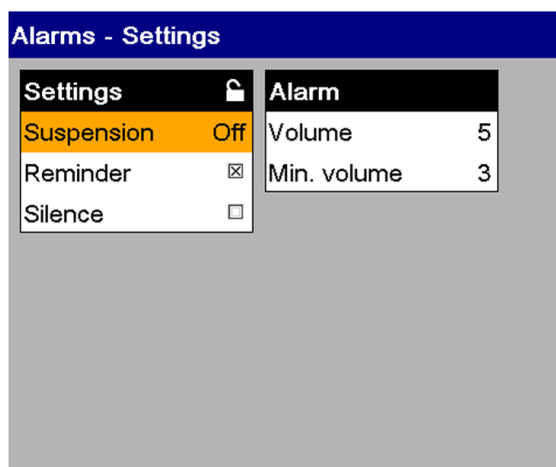 Alarms - Settings
Settings
Suspension Off
Reminder ☒
Silence ☐
Alarm
Volume 5
Min. volume 3